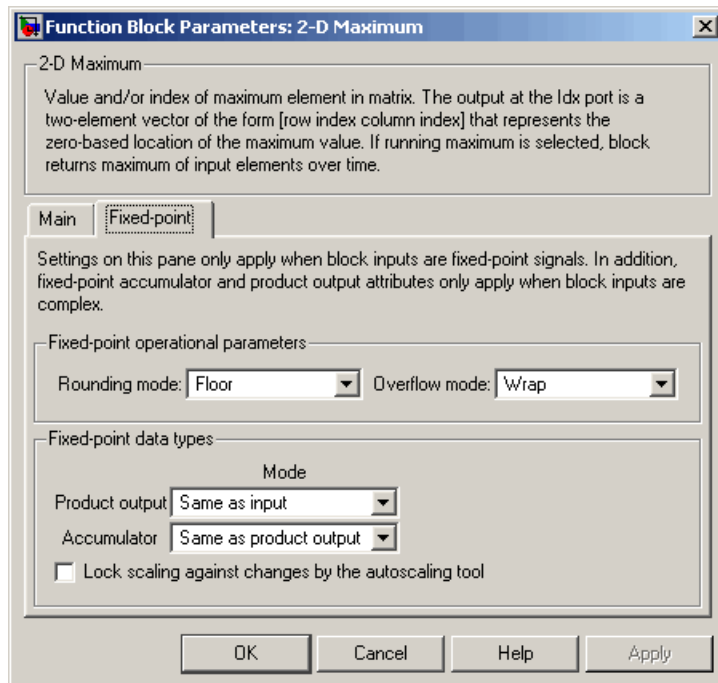 Function Block Parameters: 2-D Maximum
2-D Maximum
Value and/or index of maximum element in matrix. The output at the Idx port is a
two-element vector of the form [row index column index] that represents the
zero-based location of the maximum value. If running maximum is selected, block
returns maximum of input elements over time.
Main Fixed-point
Settings on this pane only apply when block inputs are fixed-point signals. In addition,
fixed-point accumulator and product output attributes only apply when block inputs are
complex.
Fixed-point operational parameters
Rounding mode: Floor Overflow mode: Wrap
Fixed-point data types
Mode
Product output Same as input
Accumulator Same as product output
Lock scaling against changes by the autoscaling tool
OK Cancel Help Apply